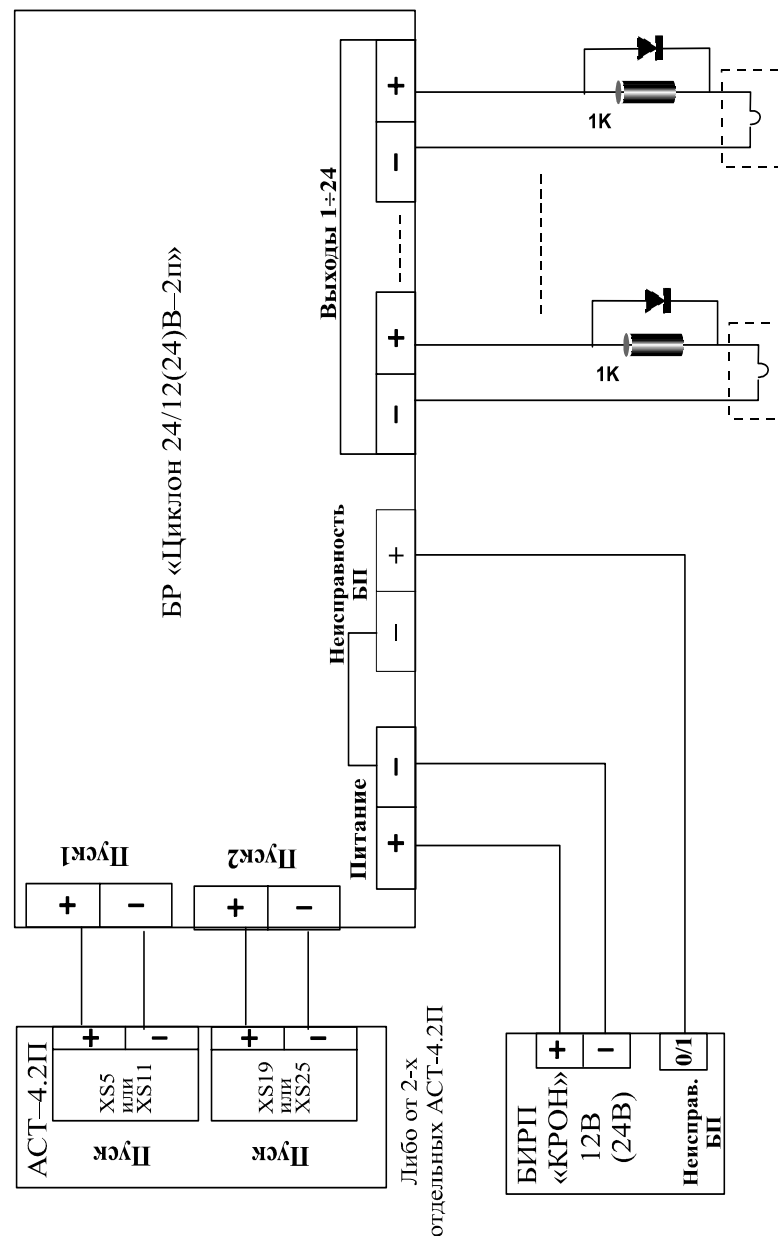 БР «Циклон 24/12(24)В–2п»
Выходы 1÷24
+
–
+
–
1K
1K
Неисправность
БП
+
–
Питание
–
+
Пуск1
+
–
Пуск2
+
–
АСТ–4.2П
+
–
XS5
или
XS11
Пуск
+
–
XS19
или
XS25
Пуск
Либо от 2-х
отдельных АСТ-4.2П
+
–
0/1
БИРП
«КРОН»
12В
(24В)
Неисправ.
БП